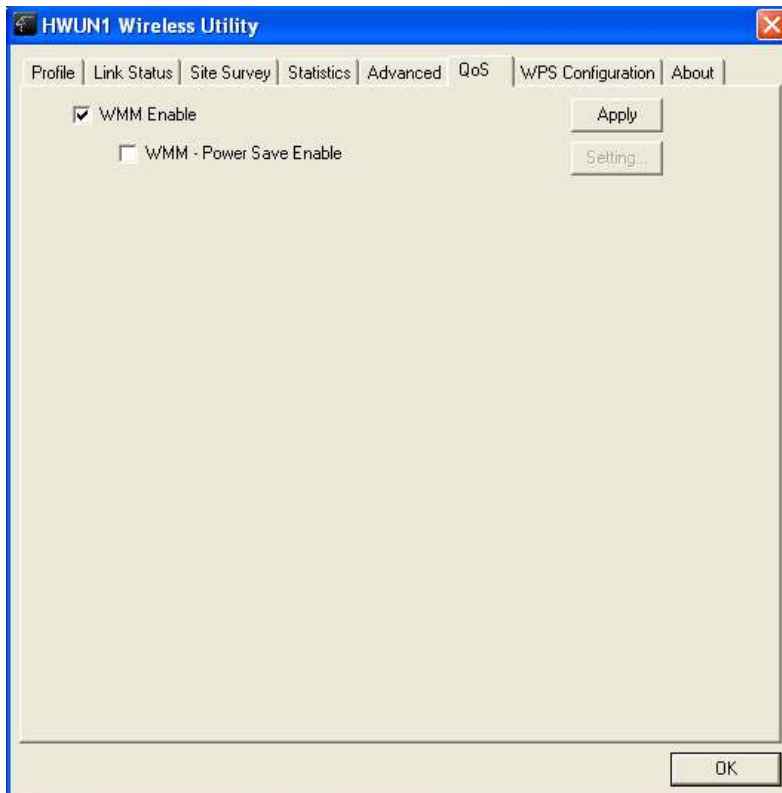 HWUN1 Wireless Utility
Profile Link Status Site Survey Statistics Advanced QoS WPS Configuration About
WMM Enable Apply
WMM - Power Save Enable Setting...
OK